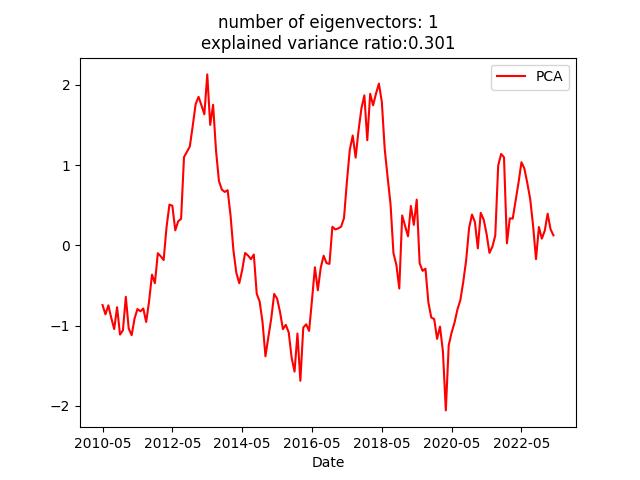 number of eigenvectors: 1
explained variance ratio:0.301
PCA
2
1
0
−1
−2
2010-05 2012-05 2014-05 2016-05 2018-05 2020-05 2022-05
Date